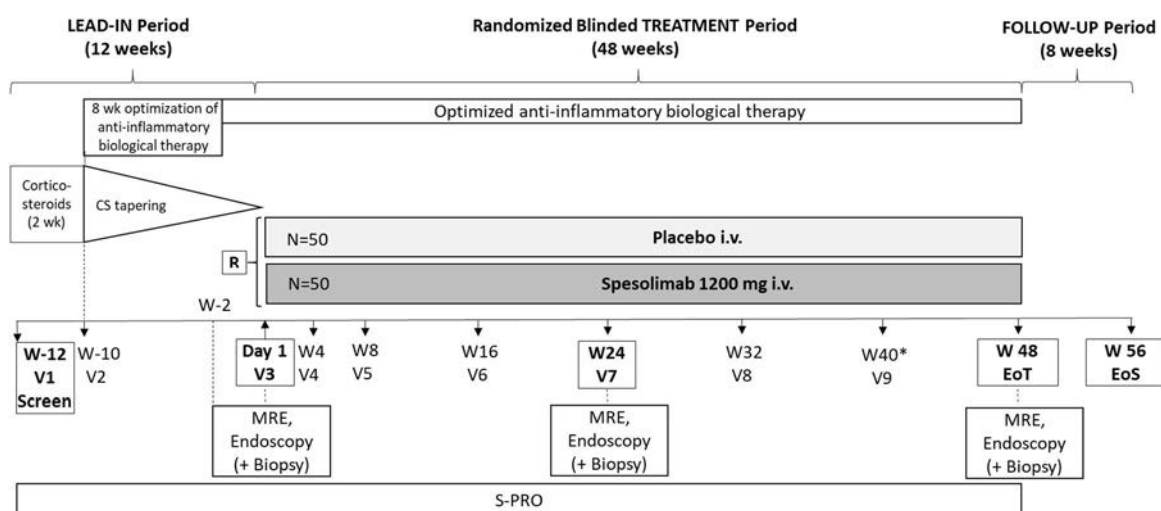 LEAD-IN Period
(12 weeks)
Randomized Blinded TREATMENT Period
(48 weeks)
FOLLOW-UP Period
(8 weeks)
8 wk optimization of
anti-inflammatory
biological therapy
Optimized anti-inflammatory biological therapy
Cortico-
steroids
(2 wk)
CS tapering
R
N=50
Placebo i.v.
N=50
Spesolimab 1200 mg i.v.
W-2
W-12
V1
Screen
W-10
V2
Day 1
V3
W4
V4
W8
V5
W16
V6
W24
V7
W32
V8
W40*
V9
W 48
EoT
W 56
EoS
MRE,
Endoscopy
(+ Biopsy)
MRE,
Endoscopy
(+ Biopsy)
MRE,
Endoscopy
(+ Biopsy)
S-PRO